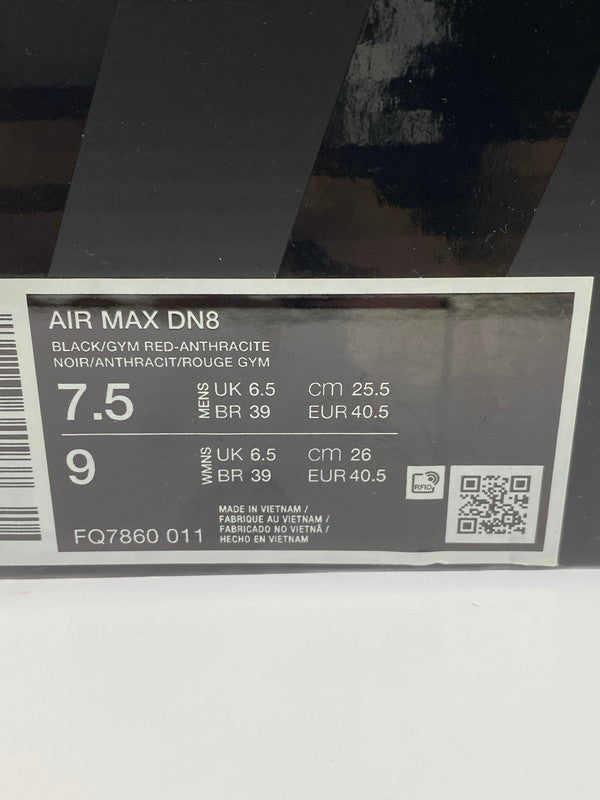 AIR MAX DN8
BLACK/GYM RED-ANTHRACITE
NOIR/ANTHRACIT/ROUGE GYM
7.5 MENS UK 6.5 cm 25.5
BR 39 EUR 40.5
9 WMNS UK 6.5 cm 26
BR 39 EUR 40.5
RFID
FQ7860 011
MADE IN VIETNAM /
FABRIQUE AU VIETNAM /
FABRICADO NO VIETNÃ /
HECHO EN VIETNAM